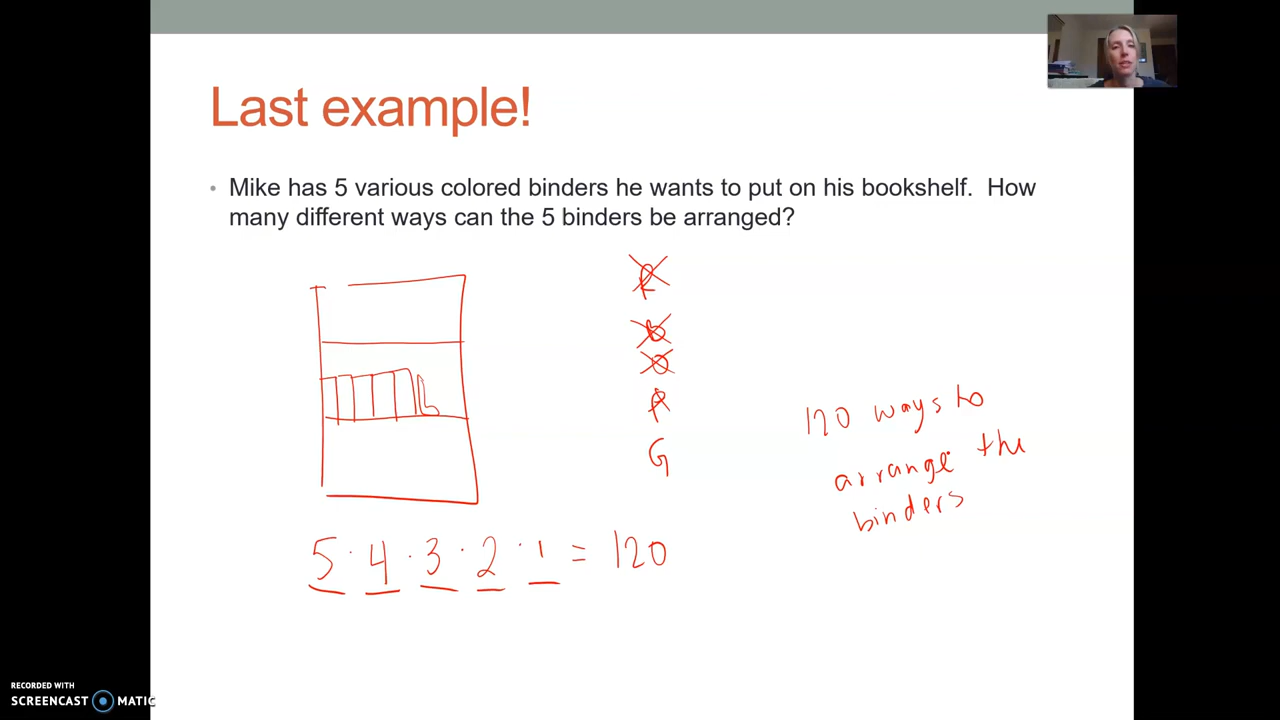 Last example!
• Mike has 5 various colored binders he wants to put on his bookshelf. How
many different ways can the 5 binders be arranged?
R
b
O
G
120 ways to
arrange the
binders
5 · 4 · 3 · 2 · 1 = 120
RECORDED WITH
SCREENCAST MATIC